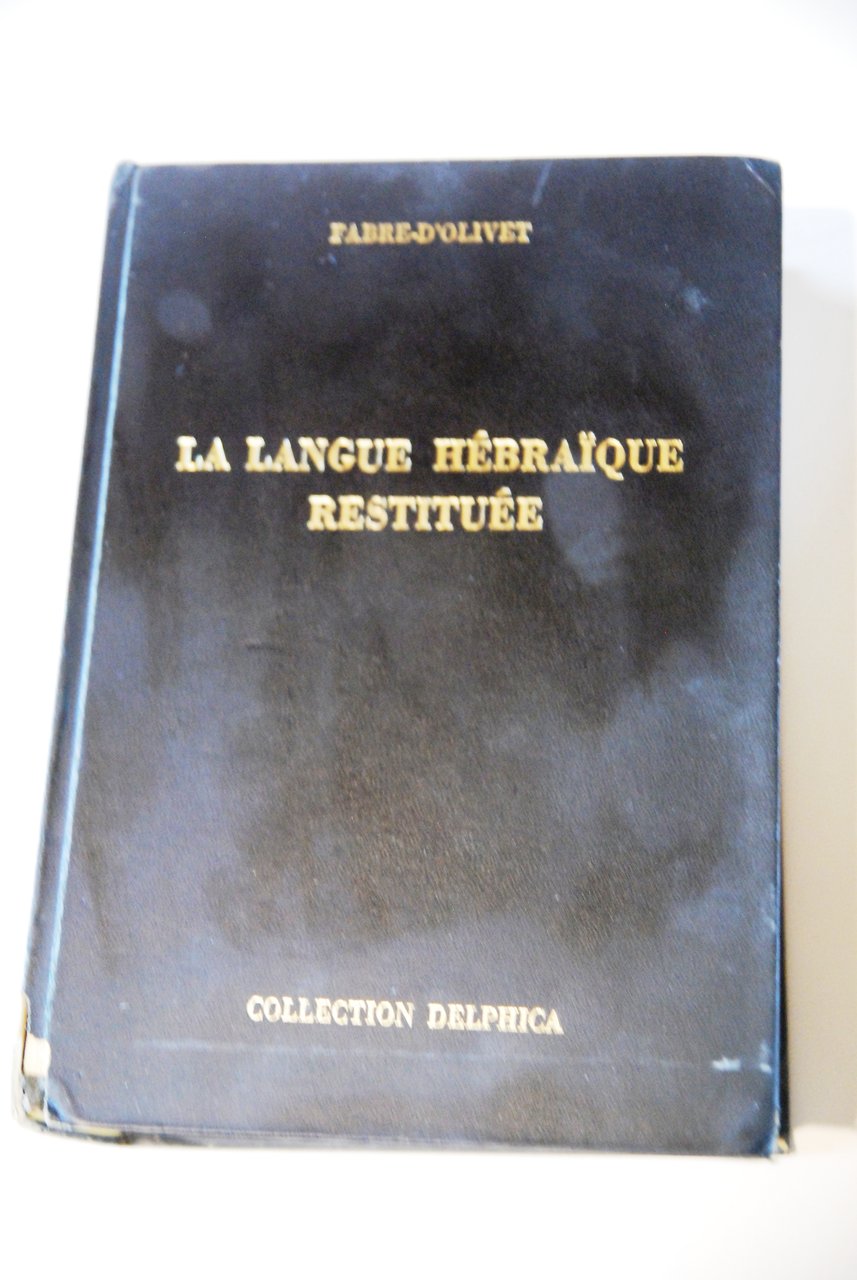 FABRE-D'OLIVET
LA LANGUE HÉBRAÏQUE
RESTITUÉE
COLLECTION DELPHICA